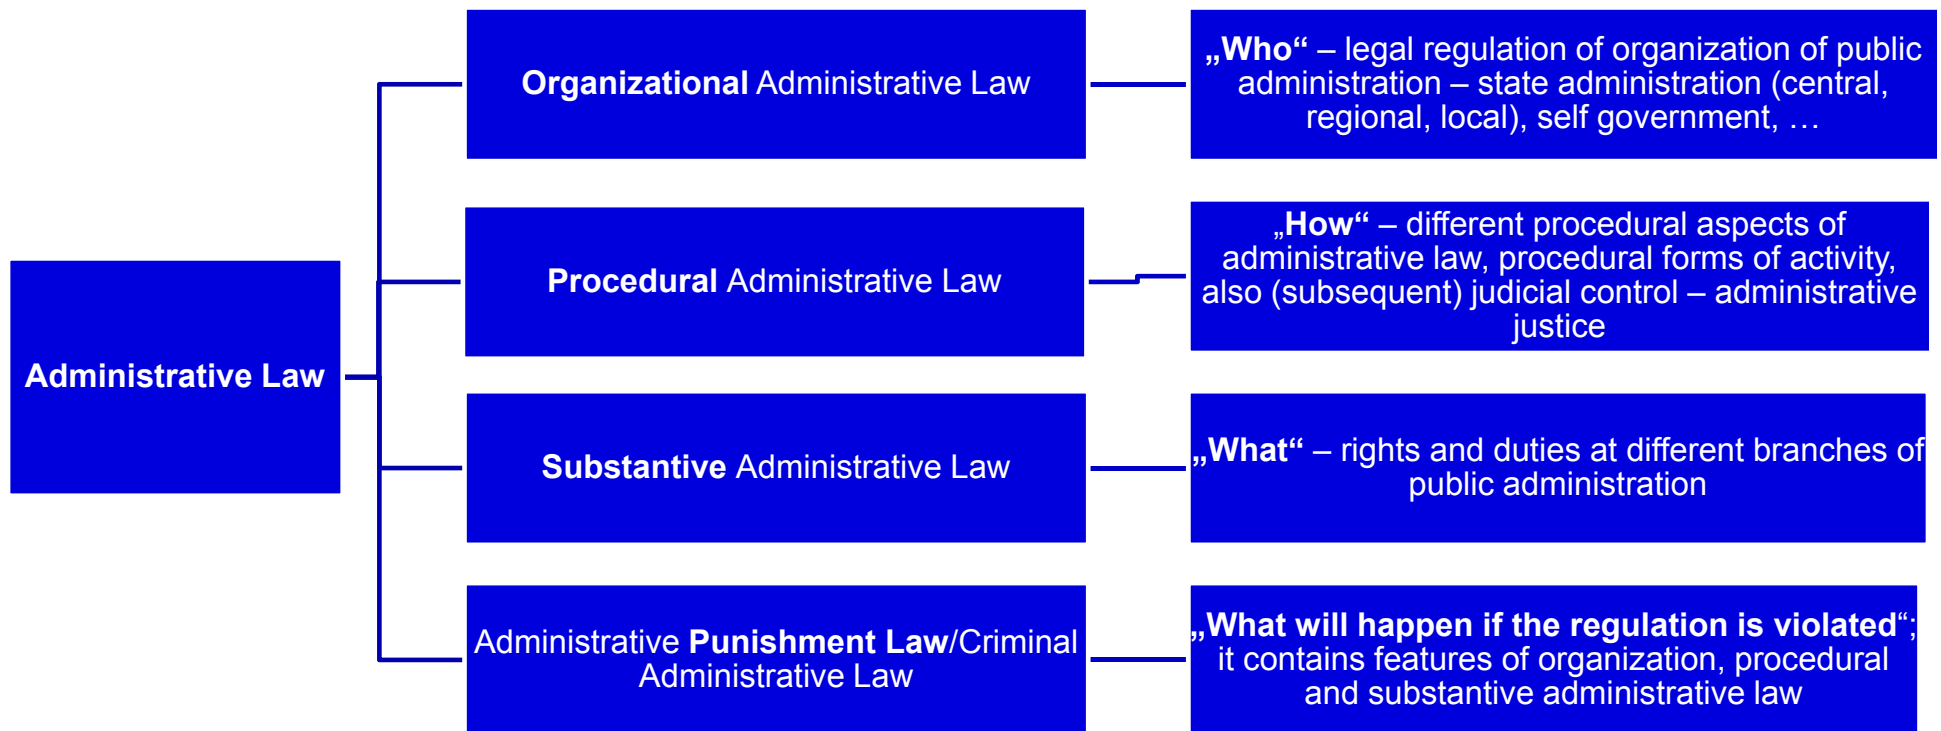 Administrative Law
Organizational Administrative Law
„Who“ – legal regulation of organization of public
administration – state administration (central,
regional, local), self government, …
Procedural Administrative Law
„How“ – different procedural aspects of
administrative law, procedural forms of activity,
also (subsequent) judicial control – administrative
justice
Substantive Administrative Law
„What“ – rights and duties at different branches of
public administration
Administrative Punishment Law/Criminal
Administrative Law
„What will happen if the regulation is violated“;
it contains features of organization, procedural
and substantive administrative law